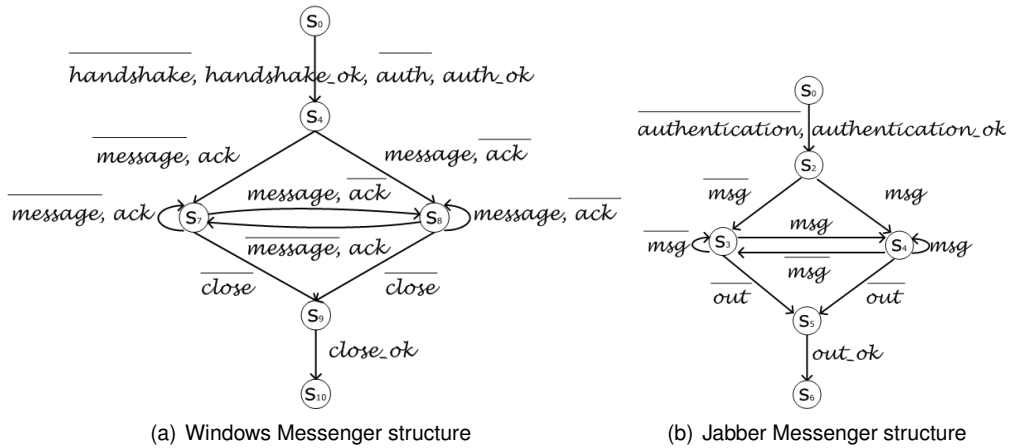 S0
handshake, handshake_ok, auth, auth_ok
S4
message, ack
message, ack
message, ack
message, ack
S7
S8
message, ack
message, ack
close
close
S9
close_ok
S10
(a) Windows Messenger structure
S0
authentication, authentication_ok
S2
msg
msg
msg
msg
S3
S4
msg
msg
out
out
S5
out_ok
S6
(b) Jabber Messenger structure